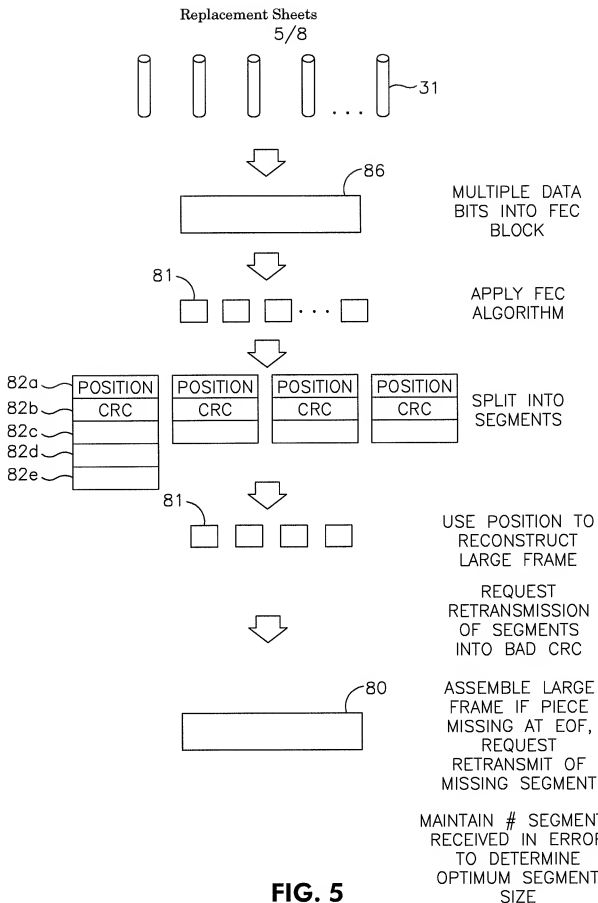 Replacement Sheets
5/8
31
. . .
86
MULTIPLE DATA
BITS INTO FEC
BLOCK
81
. . .
APPLY FEC
ALGORITHM
82a
POSITION
POSITION
POSITION
POSITION
82b
CRC
CRC
CRC
CRC
SPLIT INTO
SEGMENTS
82c
82d
82e
81
USE POSITION TO
RECONSTRUCT
LARGE FRAME
REQUEST
RETRANSMISSION
OF SEGMENTS
INTO BAD CRC
80
ASSEMBLE LARGE
FRAME IF PIECE
MISSING AT EOF,
REQUEST
RETRANSMIT OF
MISSING SEGMENT
MAINTAIN # SEGMENT
RECEIVED IN ERROR
TO DETERMINE
OPTIMUM SEGMENT
SIZE
FIG. 5